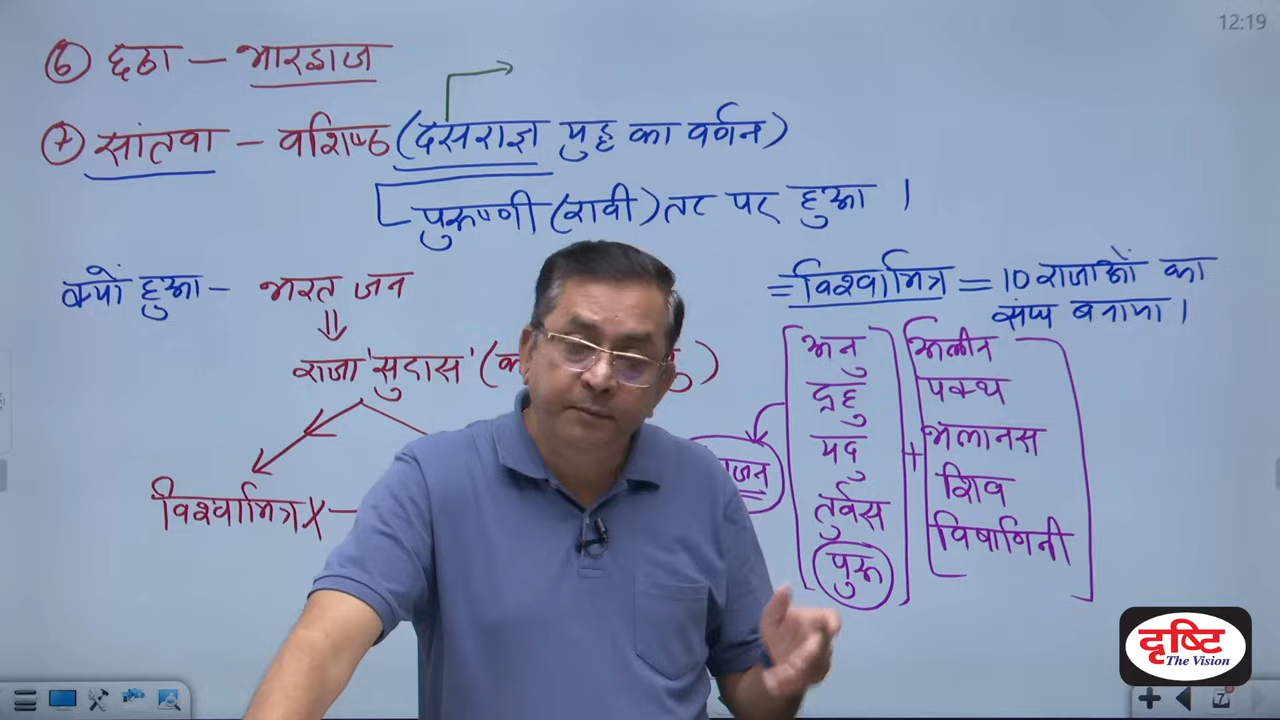 12:19
⑥ छठा – भारद्वाज
⑦ सांतवा – वशिष्ठ (दसराज्ञ युद्ध का वर्णन)
पुरूष्णी (रावी) तट पर हुआ ।
क्यों हुआ – भरत जन
⇓
राजा 'सुदास' (
विश्वामित्र X –
= विश्वामित्र = 10 राजाओं का
संघ बनाया ।
अनु
द्रुहु
यदु
तुर्वस
पुरू
जन
+
अलीन
पक्थ
भलानस
शिव
विषाणिनी
दृष्टि
The Vision